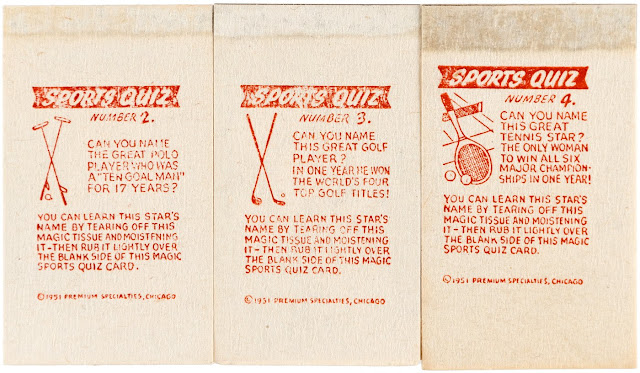 SPORTS QUIZ
NUMBER 2.
CAN YOU NAME
THE GREAT POLO
PLAYER WHO WAS
A "TEN GOAL MAN"
FOR 17 YEARS?
YOU CAN LEARN THIS STAR'S
NAME BY TEARING OFF THIS
MAGIC TISSUE AND MOISTENING
IT-THEN RUB IT LIGHTLY OVER
THE BLANK SIDE OF THIS MAGIC
SPORTS QUIZ CARD.
©1951 PREMIUM SPECIALTIES, CHICAGO
SPORTS QUIZ
NUMBER 3.
CAN YOU NAME
THIS GREAT GOLF
PLAYER?
IN ONE YEAR HE WON
THE WORLD'S FOUR
TOP GOLF TITLES!
YOU CAN LEARN THIS STAR'S
NAME BY TEARING OFF THIS
MAGIC TISSUE AND MOISTENING
IT-THEN RUB IT LIGHTLY OVER
THE BLANK SIDE OF THIS MAGIC
SPORTS QUIZ CARD.
©1951 PREMIUM SPECIALTIES, CHICAGO
SPORTS QUIZ
NUMBER 4.
CAN YOU NAME
THIS GREAT
TENNIS STAR?
THE ONLY WOMAN
TO WIN ALL SIX
MAJOR CHAMPION-
SHIPS IN ONE YEAR!
YOU CAN LEARN THIS STAR'S
NAME BY TEARING OFF THIS
MAGIC TISSUE AND MOISTENING
IT-THEN RUB IT LIGHTLY OVER
THE BLANK SIDE OF THIS MAGIC
SPORTS QUIZ CARD.
©1951 PREMIUM SPECIALTIES, CHICAGO